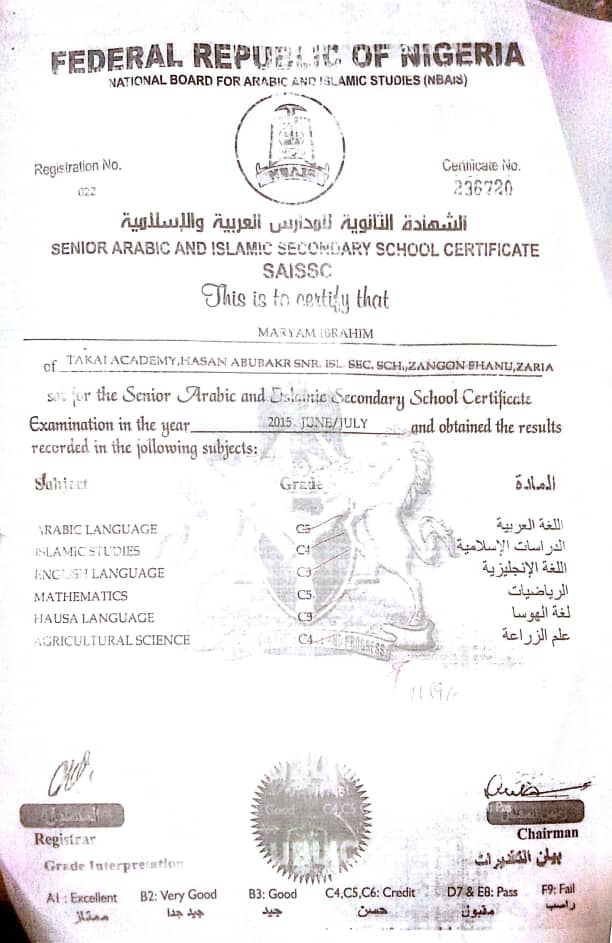 FEDERAL REPUBLIC OF NIGERIA
NATIONAL BOARD FOR ARABIC AND ISLAMIC STUDIES (NBAIS)
Registration No. Certificate No.
022 236720
NBAIS
الشهادة الثانوية للمدارس العربية والإسلامية
SENIOR ARABIC AND ISLAMIC SECONDARY SCHOOL CERTIFICATE
SAISSC
This is to certify that
MARYAM IBRAHIM
of TAKAI ACADEMY,HASAN ABUBAKR SNR. ISL. SEC. SCH.,ZANGON SHANU,ZARIA
sat for the Senior Arabic and Islamic Secondary School Certificate
Examination in the year 2015 JUNE/JULY and obtained the results
recorded in the following subjects:
Subject Grade المادة
ARABIC LANGUAGE اللغة العربية
ISLAMIC STUDIES C4 الدراسات الإسلامية
ENGLISH LANGUAGE اللغة الإنجليزية
MATHEMATICS C5 الرياضيات
HAUSA LANGUAGE لغة الهوسا
AGRICULTURAL SCIENCE C4 علم الزراعة
AND PROGRESS
Good C4,C5
Registrar Chairman
Grade Interpretation بيان التقديرات
A1: Excellent B2: Very Good B3: Good C4,C5,C6: Credit D7 & E8: Pass F9: Fail
ممتاز جيد جدا جيد حسن مقبول راسب